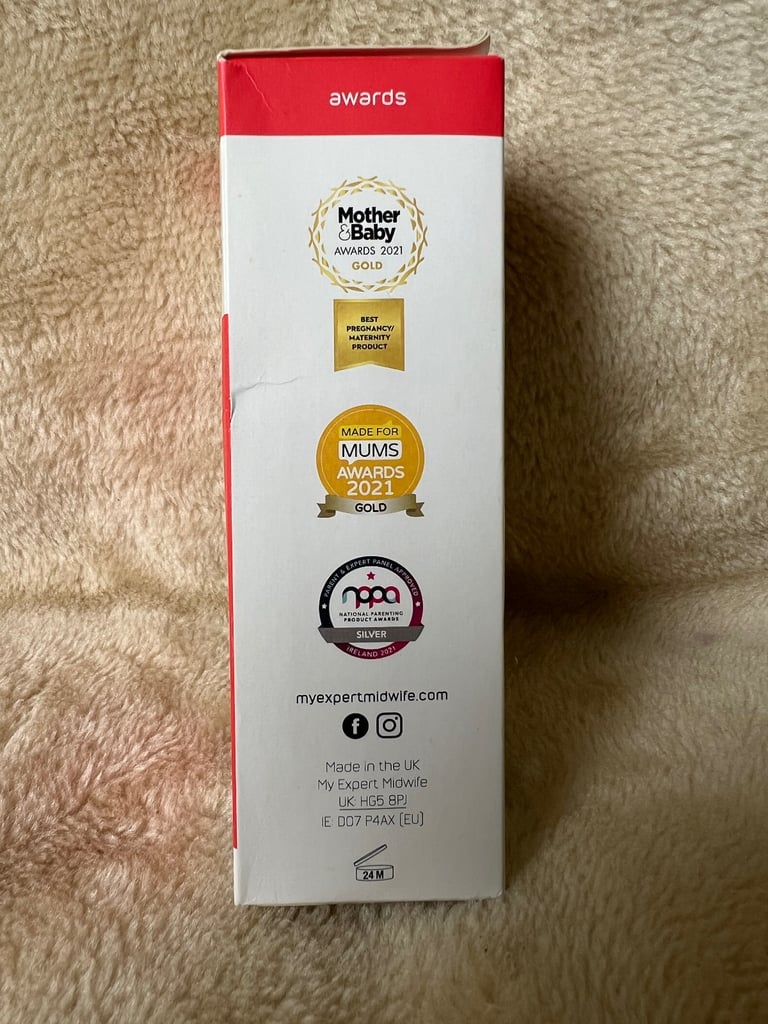 awards
Mother
&Baby
AWARDS 2021
GOLD
BEST
PREGNANCY/
MATERNITY
PRODUCT
MADE FOR
MUMS
AWARDS
2021
GOLD
PARENT & EXPERT PANEL APPROVED
nppa
NATIONAL PARENTING
PRODUCT AWARDS
SILVER
IRELAND 2021
myexpertmidwife.com
f
Made in the UK
My Expert Midwife
UK: HG5 8PJ
IE: D07 P4AX (EU)
24 M